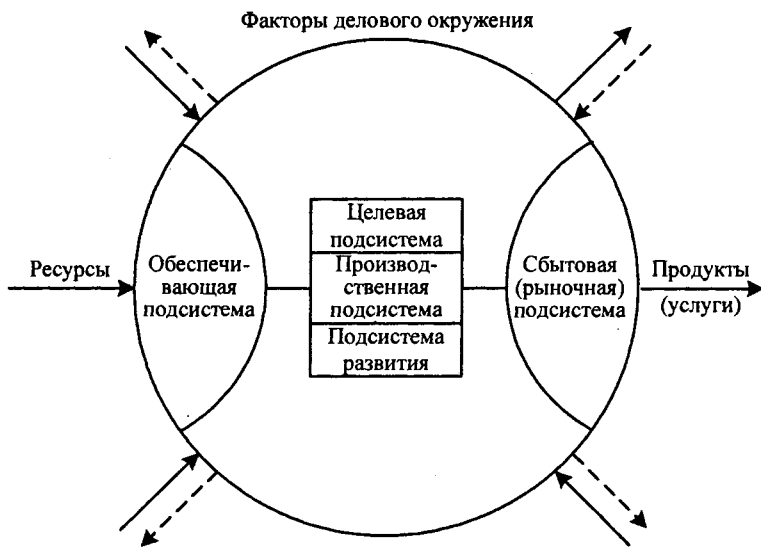 Факторы делового окружения
Ресурсы
Обеспечи-
вающая
подсистема
Целевая
подсистема
Производ-
ственная
подсистема
Подсистема
развития
Сбытовая
(рыночная)
подсистема
Продукты
(услуги)